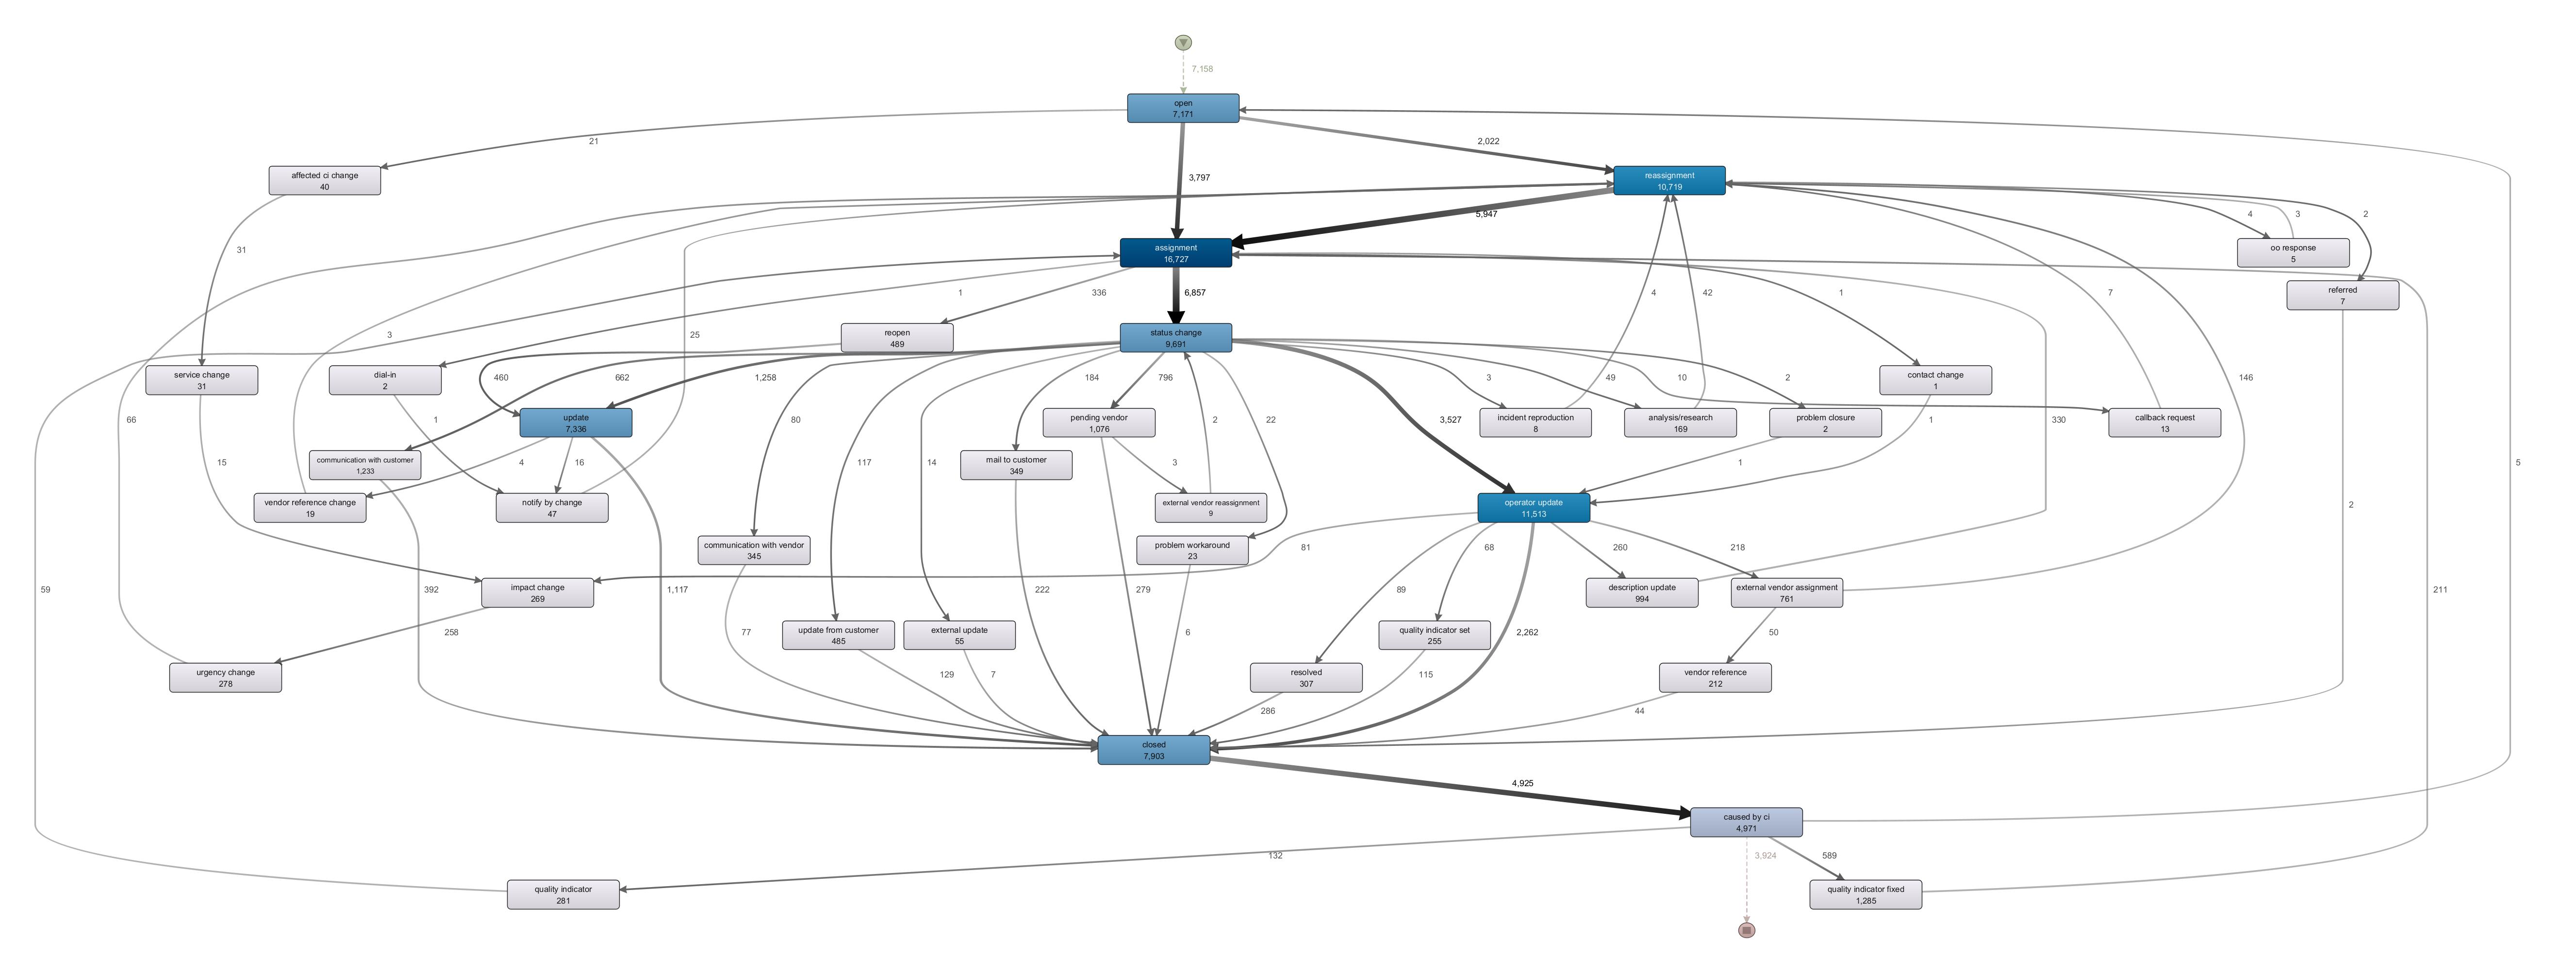 7,158
open
7,171
21
2,022
affected ci change
40
3,797
reassignment
10,719
5,947
4
3
2
31
assignment
16,727
oo response
5
1
336
6,857
4
42
1
7
referred
7
3
25
reopen
489
status change
9,691
service change
31
dial-in
2
460
662
1,258
184
796
3
49
10
2
contact change
1
146
66
1
80
update
7,336
pending vendor
1,076
2
22
3,527
incident reproduction
8
analysis/research
169
problem closure
2
1
330
callback request
13
communication with customer
1,233
15
4
16
117
14
mail to customer
349
3
1
5
vendor reference change
19
notify by change
47
external vendor reassignment
9
operator update
11,513
2
communication with vendor
345
problem workaround
23
81
68
260
218
59
impact change
269
392
1,117
222
279
89
description update
994
external vendor assignment
761
211
258
77
update from customer
485
external update
55
6
quality indicator set
255
2,262
50
urgency change
278
129
7
resolved
307
115
vendor reference
212
286
44
closed
7,903
4,925
caused by ci
4,971
132
3,924
589
quality indicator
281
quality indicator fixed
1,285